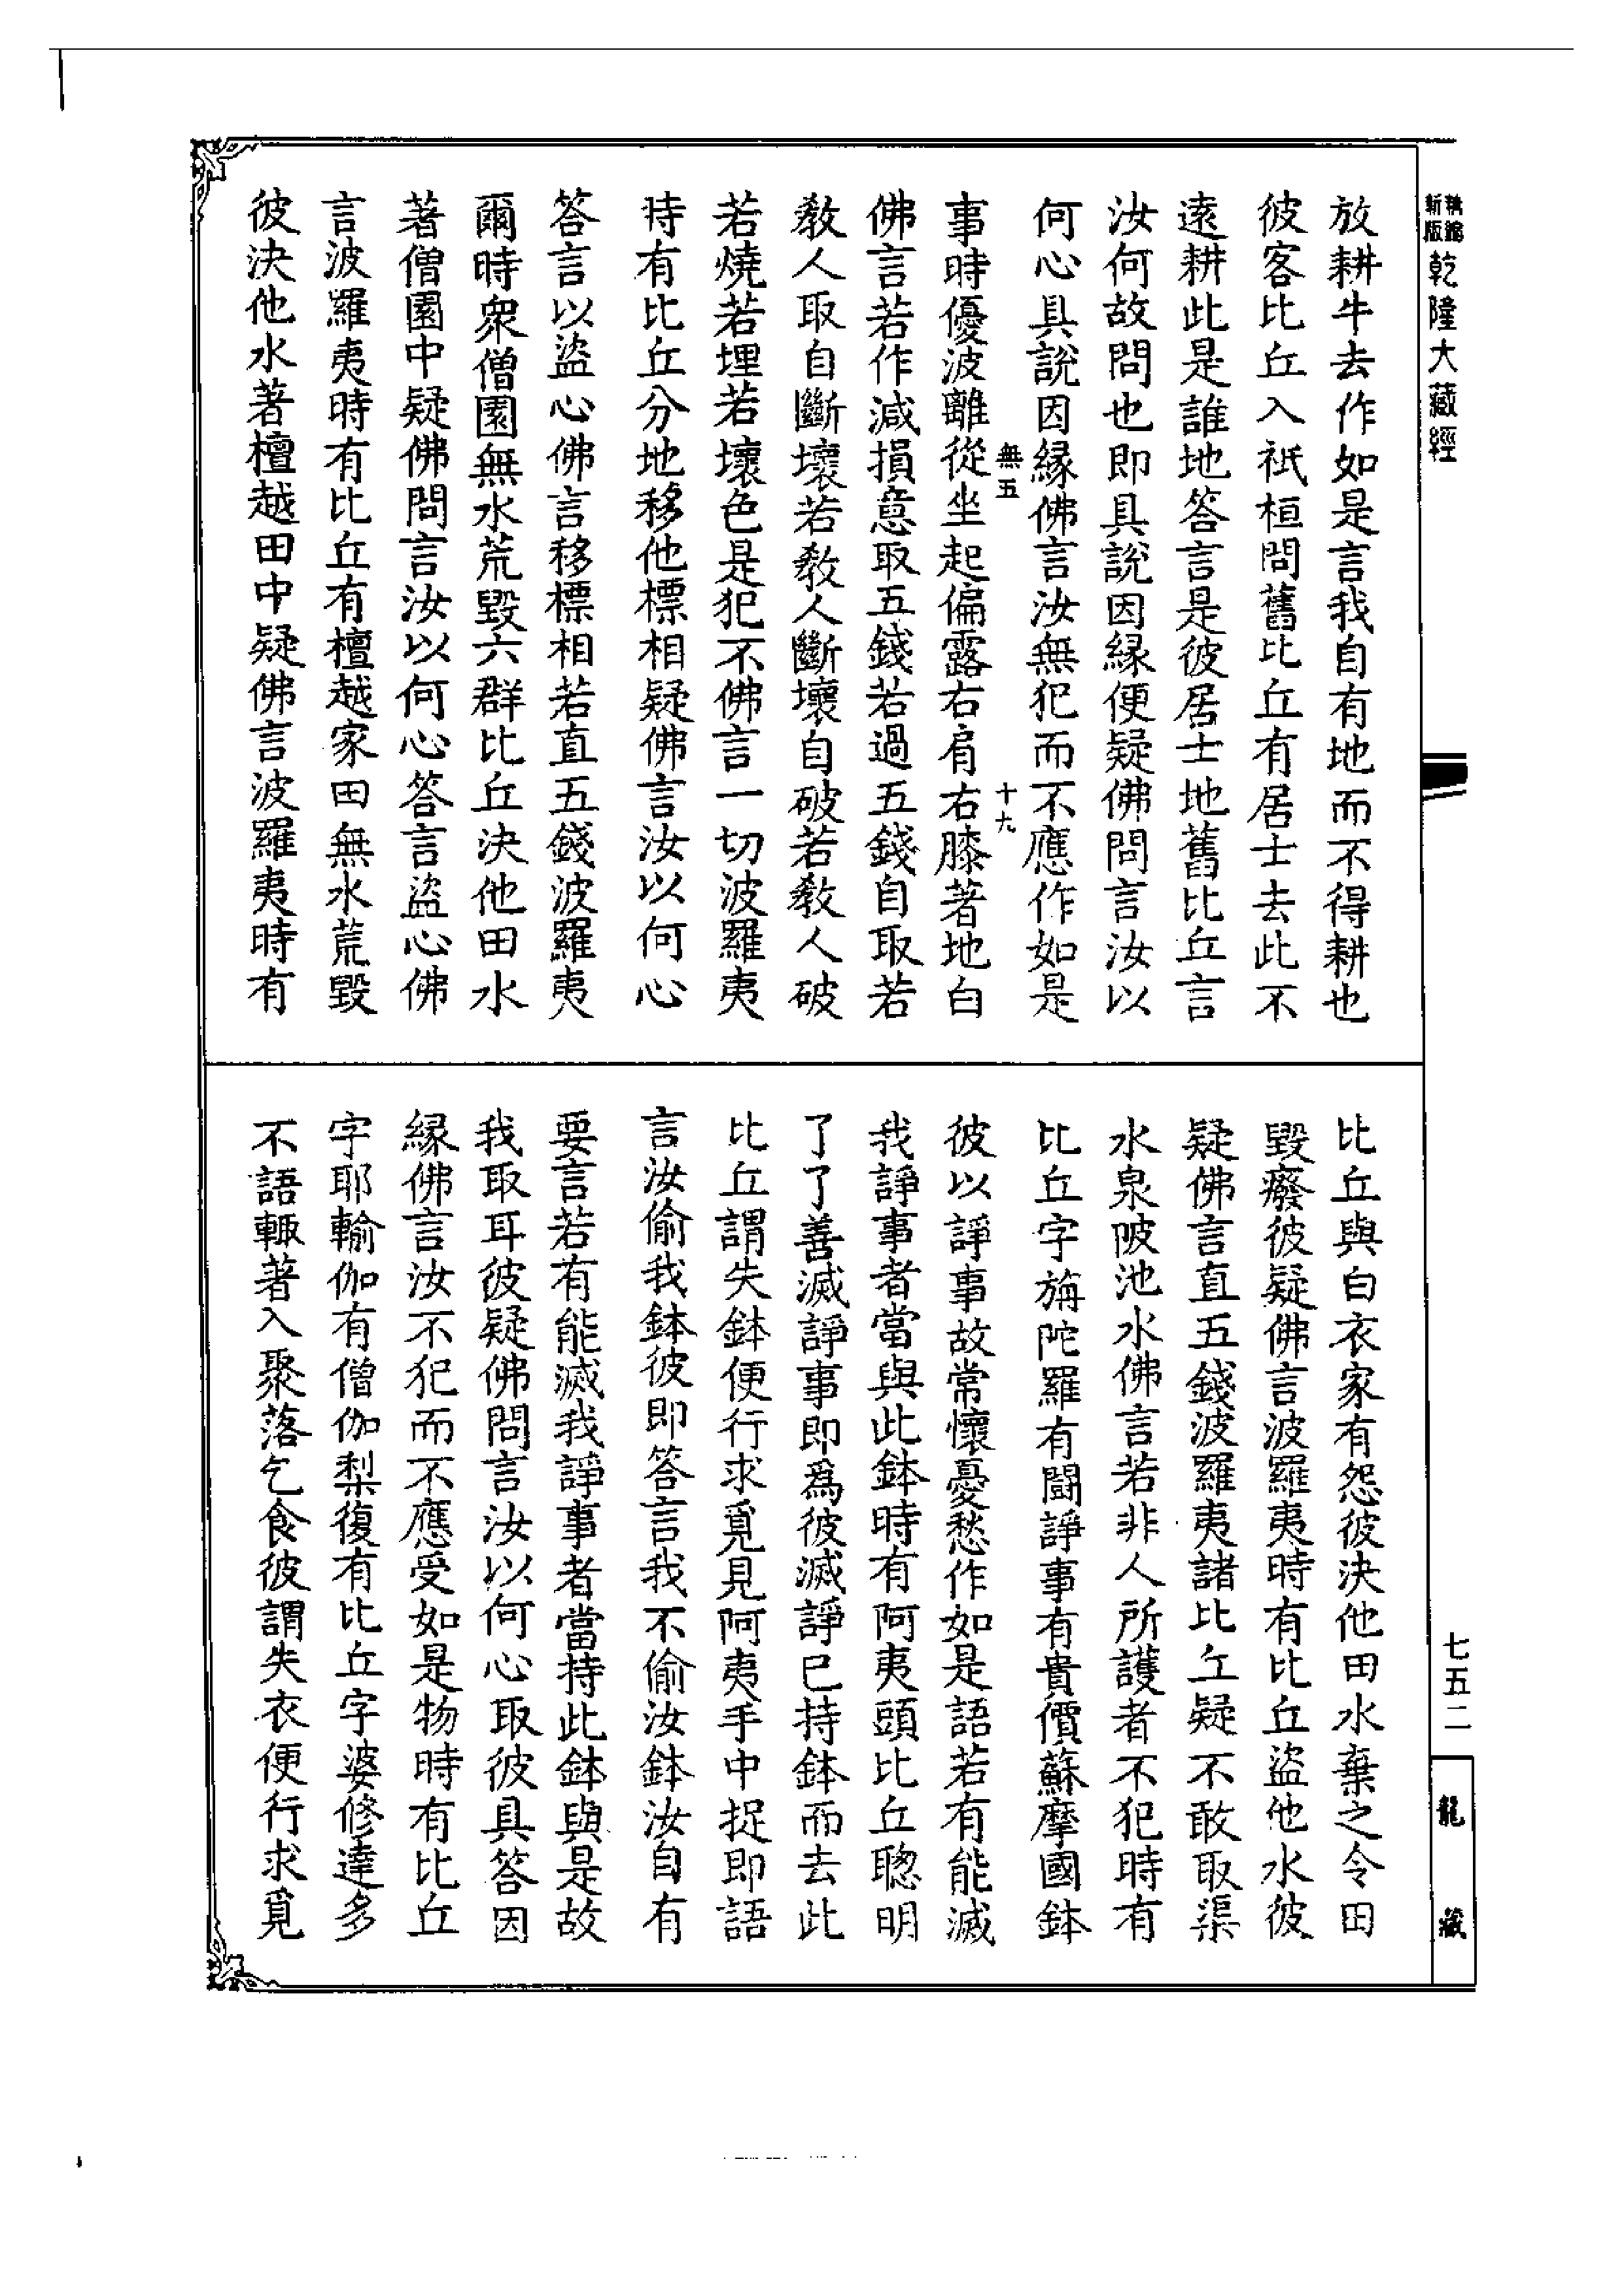 新版
乾隆大藏經
放耕牛去作如是言我自有地而不得耕也
彼客比丘入祇桓問舊比丘有居士去此不
遠耕此是誰地答言是彼居士地舊比丘言
汝何故問也即具說因緣便疑佛問言汝以
何心具說因緣佛言汝無犯而不應作如是
無五
十九
事時優波離從坐起偏露右肩右膝著地白
佛言若作減損意取五錢若過五錢自取若
教人取自斷壞若教人斷壞自破若教人破
若燒若埋若壞色是犯不佛言一切波羅夷
時有比丘分地移他標相疑佛言汝以何心
答言以盜心佛言移標相若直五錢波羅夷
爾時眾僧園無水荒毀六群比丘決他田水
著僧園中疑佛問言汝以何心答言盜心佛
言波羅夷時有比丘有檀越家田無水荒毀
彼決他水著檀越田中疑佛言波羅夷時有
比丘與白衣家有怨彼決他田水棄之令田
毀癈彼疑佛言波羅夷時有比丘盜他水彼
疑佛言直五錢波羅夷諸比丘疑不敢取渠
水泉陂池水佛言若非人所護者不犯時有
比丘字旃陀羅有鬪諍事有貴價蘇摩國鉢
彼以諍事故常懷憂愁作如是語若有能滅
我諍事者當與此鉢時有阿夷頭比丘聰明
了了善滅諍事即爲彼滅諍已持鉢而去此
比丘謂失鉢便行求覓見阿夷手中捉即語
言汝偷我鉢彼即答言我不偷汝鉢汝自有
要言若有能滅我諍事者當持此鉢與是故
我取耳彼疑佛問言汝以何心取彼具答因
緣佛言汝不犯而不應受如是物時有比丘
字耶輸伽有僧伽梨復有比丘字婆修達多
不語輙著入聚落乞食彼謂失衣便行求覓
七五二
龍藏